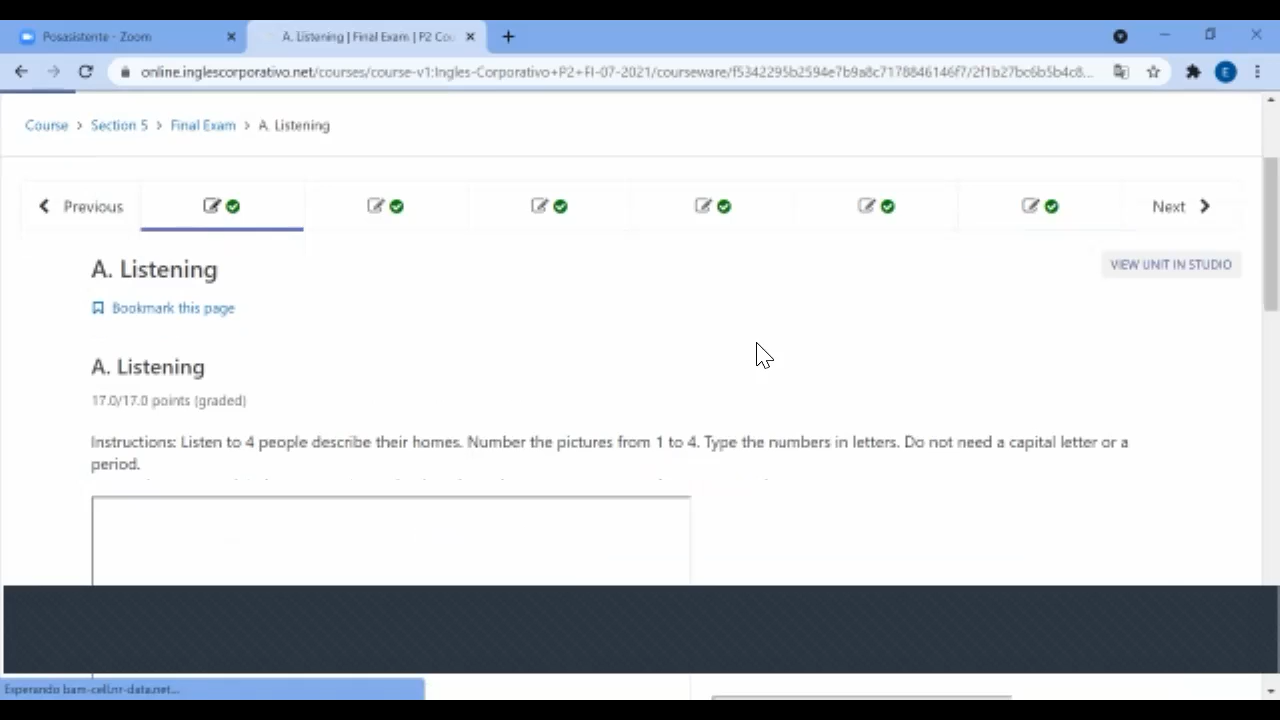 Posasistente - Zoom
A. Listening | Final Exam | P2 Cou
online.inglescorporativo.net/courses/course-v1:Ingles-Corporativo+P2+FI-07-2021/courseware/f5342295b2594e7b9a8c7178846146f7/2f1b27bc6b5b4c8...
E
Course > Section 5 > Final Exam > A. Listening
Previous
Next
A. Listening
VIEW UNIT IN STUDIO
Bookmark this page
A. Listening
17.0/17.0 points (graded)
Instructions: Listen to 4 people describe their homes. Number the pictures from 1 to 4. Type the numbers in letters. Do not need a capital letter or a
period.
Esperando bam-cell.nr-data.net...